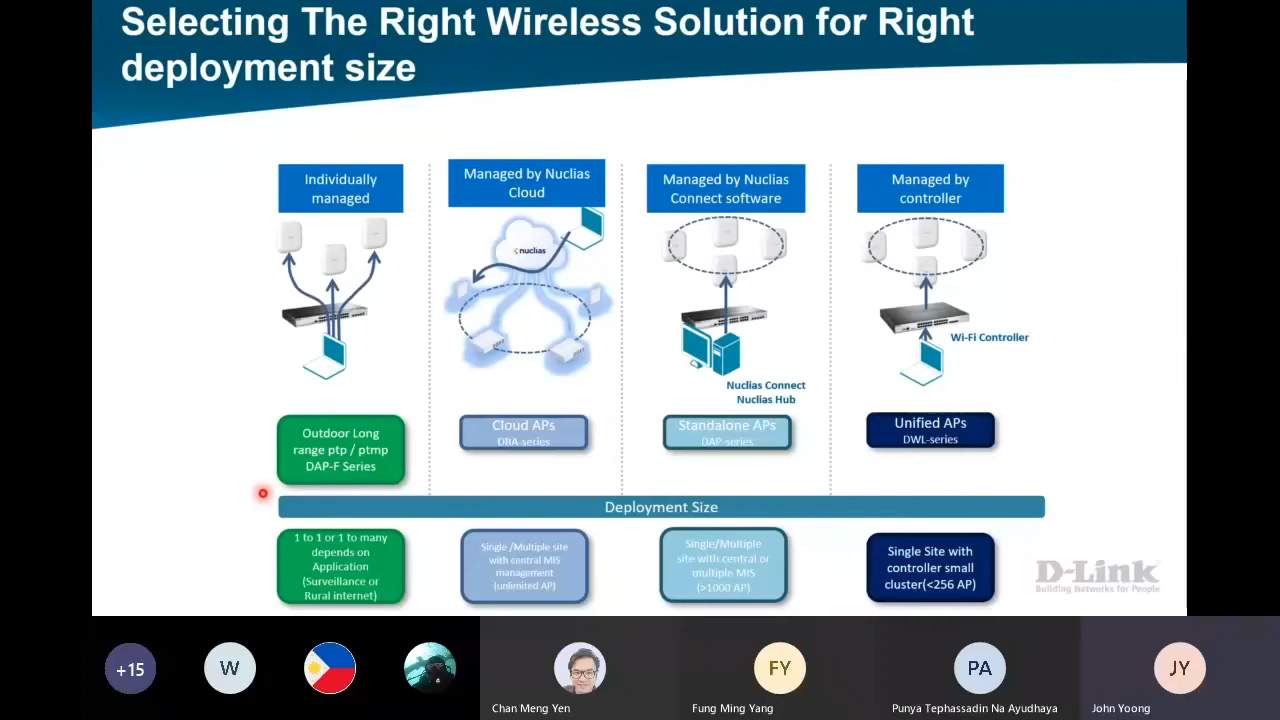 Selecting The Right Wireless Solution for Right
deployment size
Individually
managed
Managed by Nuclias
Cloud
Managed by Nuclias
Connect software
Managed by
controller
nuclias
Wi-Fi Controller
Nuclias Connect
Nuclias Hub
Outdoor Long
range ptp / ptmp
DAP-F Series
Cloud APs
DBA-series
Standalone APs
DAP-series
Unified APs
DWL-series
Deployment Size
1 to 1 or 1 to many
depends on
Application
(Surveillance or
Rural internet)
Single /Multiple site
with central MIS
management
(unlimited AP)
Single/Multiple
site with central or
multiple MIS
(>1000 AP)
Single Site with
controller small
cluster(<256 AP)
D-Link
Building Networks for People
+15
W
FY
PA
JY
Chan Meng Yen
Fung Ming Yang
Punya Tephassadin Na Ayudhaya
John Yoong